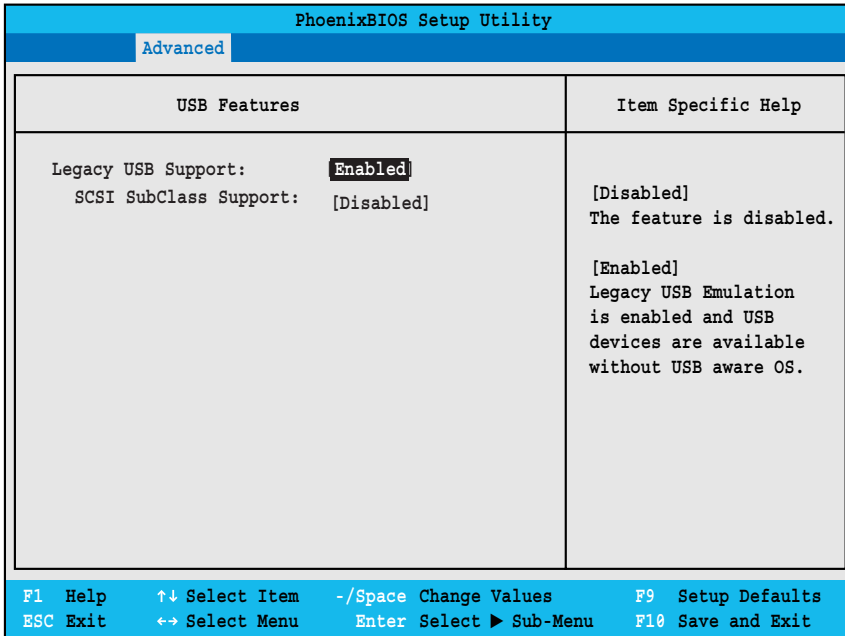 PhoenixBIOS Setup Utility
Advanced
USB Features
Item Specific Help
Legacy USB Support: [Enabled]
SCSI SubClass Support: [Disabled]
[Disabled]
The feature is disabled.
[Enabled]
Legacy USB Emulation
is enabled and USB
devices are available
without USB aware OS.
F1 Help ↑↓ Select Item -/Space Change Values F9 Setup Defaults
ESC Exit ←→ Select Menu Enter Select ▶ Sub-Menu F10 Save and Exit